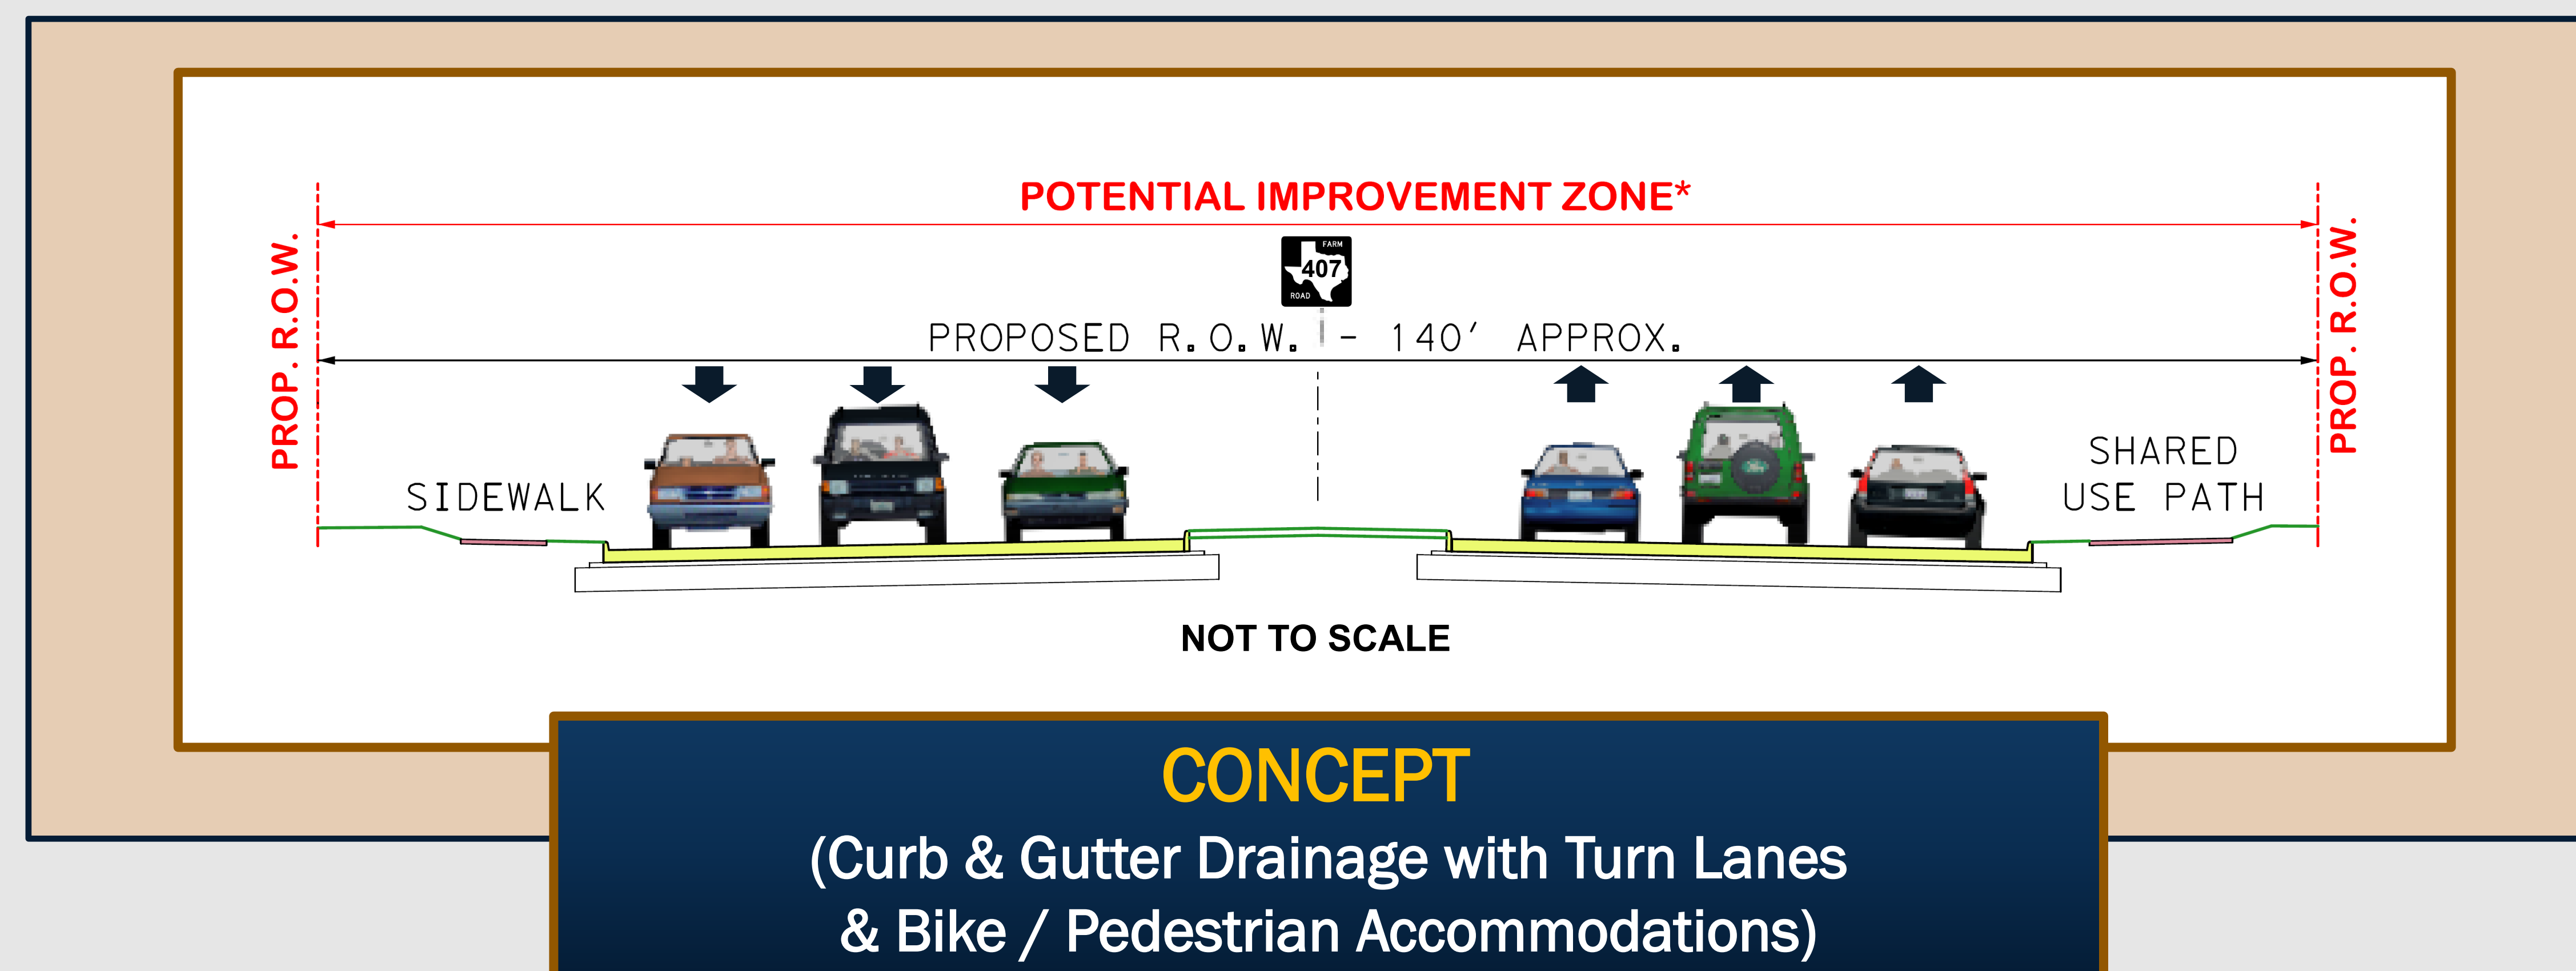 POTENTIAL IMPROVEMENT ZONE*
PROP. R.O.W.
FARM
407
ROAD
PROP. R.O.W.
PROPOSED R.O.W. - 140' APPROX.
SIDEWALK
SHARED
USE PATH
NOT TO SCALE
CONCEPT
(Curb & Gutter Drainage with Turn Lanes
& Bike / Pedestrian Accommodations)